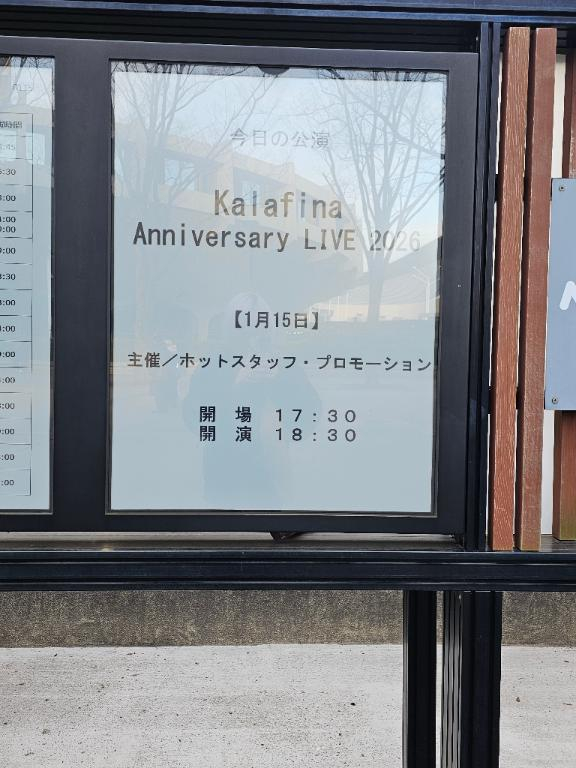 今日の公演
Kalafina
Anniversary LIVE 2026
【1月15日】
主催／ホットスタッフ・プロモーション
開　場　１７：３０
開　演　１８：３０